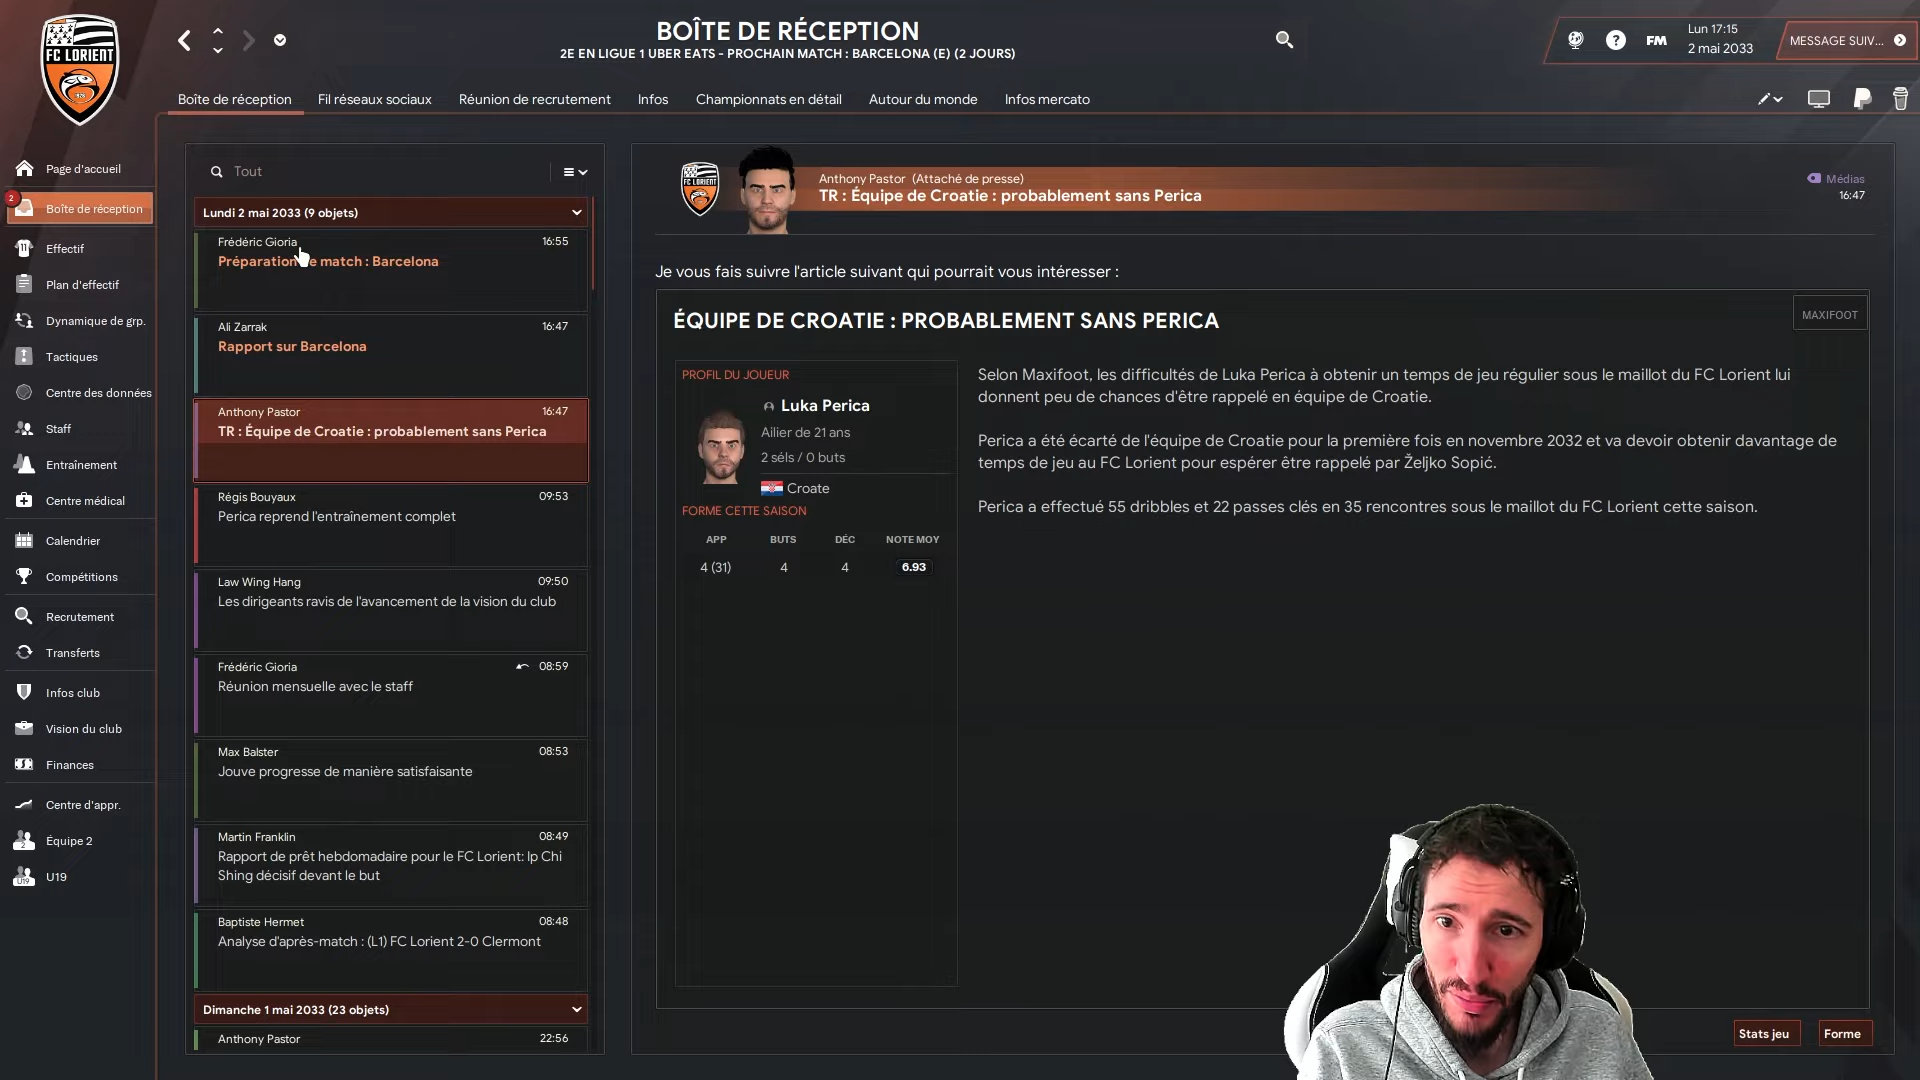 FC LORIENT
BOÎTE DE RÉCEPTION
2E EN LIGUE 1 UBER EATS - PROCHAIN MATCH : BARCELONA (E) (2 JOURS)
FM
Lun 17:15
2 mai 2033
MESSAGE SUIV...
Boîte de réception
Fil réseaux sociaux
Réunion de recrutement
Infos
Championnats en détail
Autour du monde
Infos mercato
Page d'accueil
2
Boîte de réception
Effectif
Plan d'effectif
Dynamique de grp.
Tactiques
Centre des données
Staff
Entraînement
Centre médical
Calendrier
Compétitions
Recrutement
Transferts
Infos club
Vision du club
Finances
Centre d'appr.
Équipe 2
U19
Tout
Lundi 2 mai 2033 (9 objets)
Frédéric Gioria 16:55
Préparation e match : Barcelona
Ali Zarrak 16:47
Rapport sur Barcelona
Anthony Pastor 16:47
TR : Équipe de Croatie : probablement sans Perica
Régis Bouyaux 09:53
Perica reprend l'entraînement complet
Law Wing Hang 09:50
Les dirigeants ravis de l'avancement de la vision du club
Frédéric Gioria 08:59
Réunion mensuelle avec le staff
Max Balster 08:53
Jouve progresse de manière satisfaisante
Martin Franklin 08:49
Rapport de prêt hebdomadaire pour le FC Lorient: Ip Chi
Shing décisif devant le but
Baptiste Hermet 08:48
Analyse d'après-match : (L1) FC Lorient 2-0 Clermont
Dimanche 1 mai 2033 (23 objets)
Anthony Pastor 22:56
FC LORIENT
Anthony Pastor (Attaché de presse)
TR : Équipe de Croatie : probablement sans Perica
Médias
16:47
Je vous fais suivre l'article suivant qui pourrait vous intéresser :
ÉQUIPE DE CROATIE : PROBABLEMENT SANS PERICA
MAXIFOOT
PROFIL DU JOUEUR
Luka Perica
Ailier de 21 ans
2 séls / 0 buts
Croate
FORME CETTE SAISON
APP BUTS DÉC NOTE MOY
4 (31) 4 4 6.93
Selon Maxifoot, les difficultés de Luka Perica à obtenir un temps de jeu régulier sous le maillot du FC Lorient lui
donnent peu de chances d'être rappelé en équipe de Croatie.
Perica a été écarté de l'équipe de Croatie pour la première fois en novembre 2032 et va devoir obtenir davantage de
temps de jeu au FC Lorient pour espérer être rappelé par Željko Sopić.
Perica a effectué 55 dribbles et 22 passes clés en 35 rencontres sous le maillot du FC Lorient cette saison.
Stats jeu
Forme